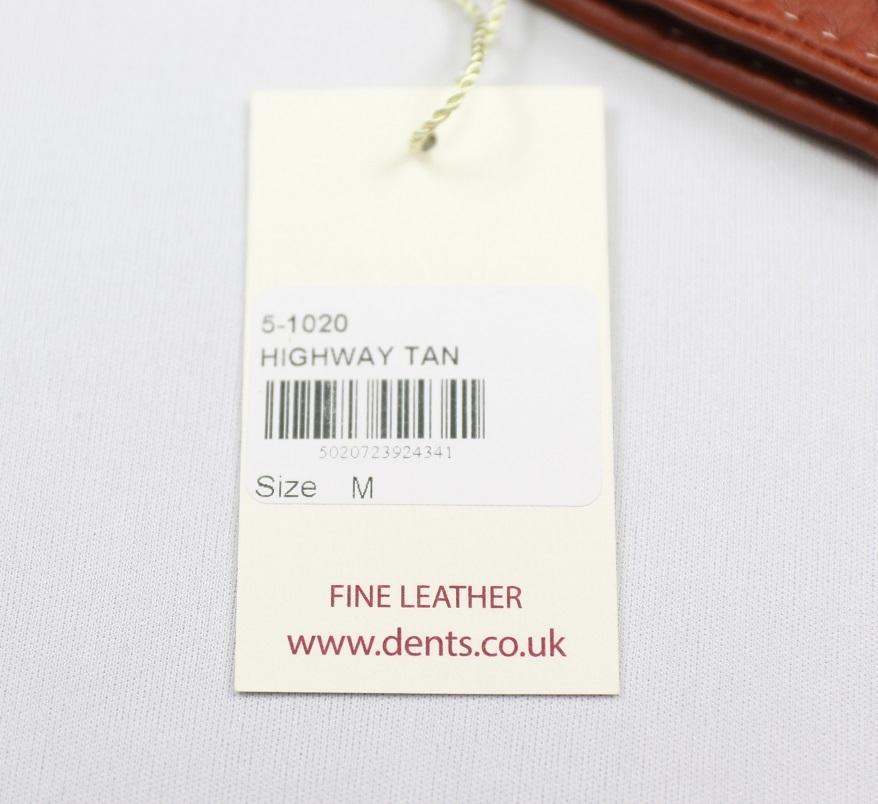 5-1020
HIGHWAY TAN
5020723924341
Size M
FINE LEATHER
www.dents.co.uk